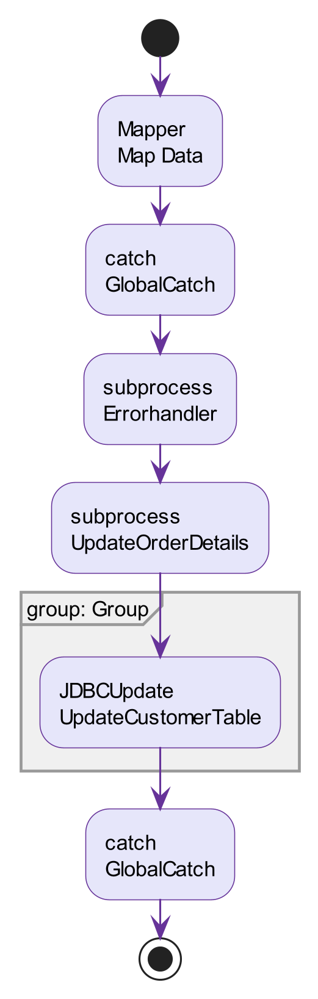 Mapper
Map Data
catch
GlobalCatch
subprocess
Errorhandler
subprocess
UpdateOrderDetails
group: Group
JDBCUpdate
UpdateCustomerTable
catch
GlobalCatch